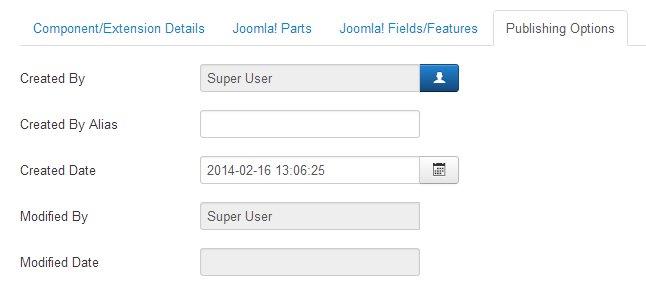 Component/Extension Details Joomla! Parts Joomla! Fields/Features Publishing Options
Created By Super User
Created By Alias
Created Date 2014-02-16 13:06:25
Modified By Super User
Modified Date